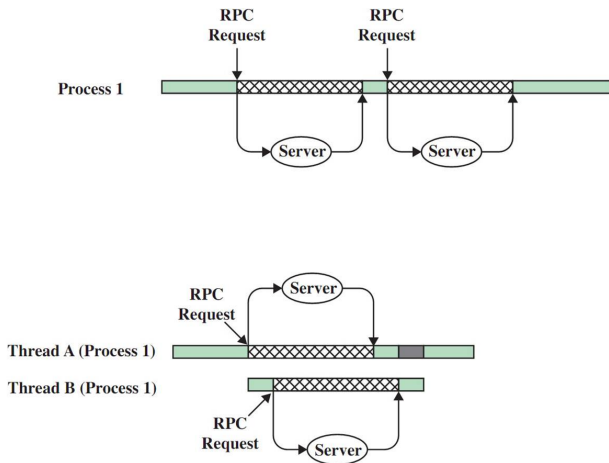 RPC
Request
RPC
Request
Process 1
Server
Server
Server
RPC
Request
Thread A (Process 1)
Thread B (Process 1)
RPC
Request
Server